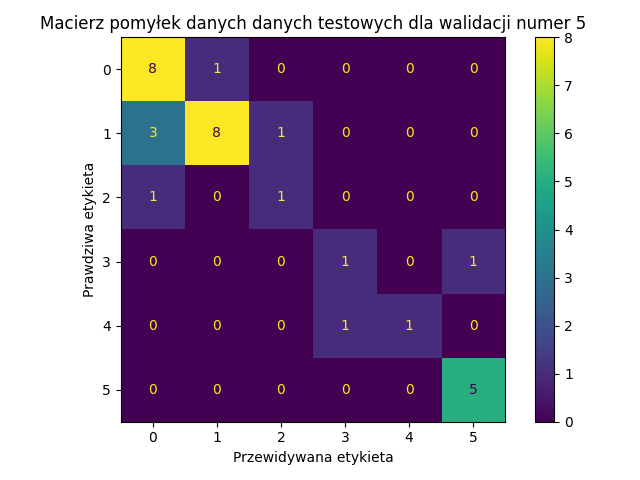 Macierz pomyłek danych danych testowych dla walidacji numer 5
Prawdziwa etykieta
0 8 1 0 0 0 0
1 3 8 1 0 0 0
2 1 0 1 0 0 0
3 0 0 0 1 0 1
4 0 0 0 1 1 0
5 0 0 0 0 0 5
0 1 2 3 4 5
Przewidywana etykieta
8
7
6
5
4
3
2
1
0